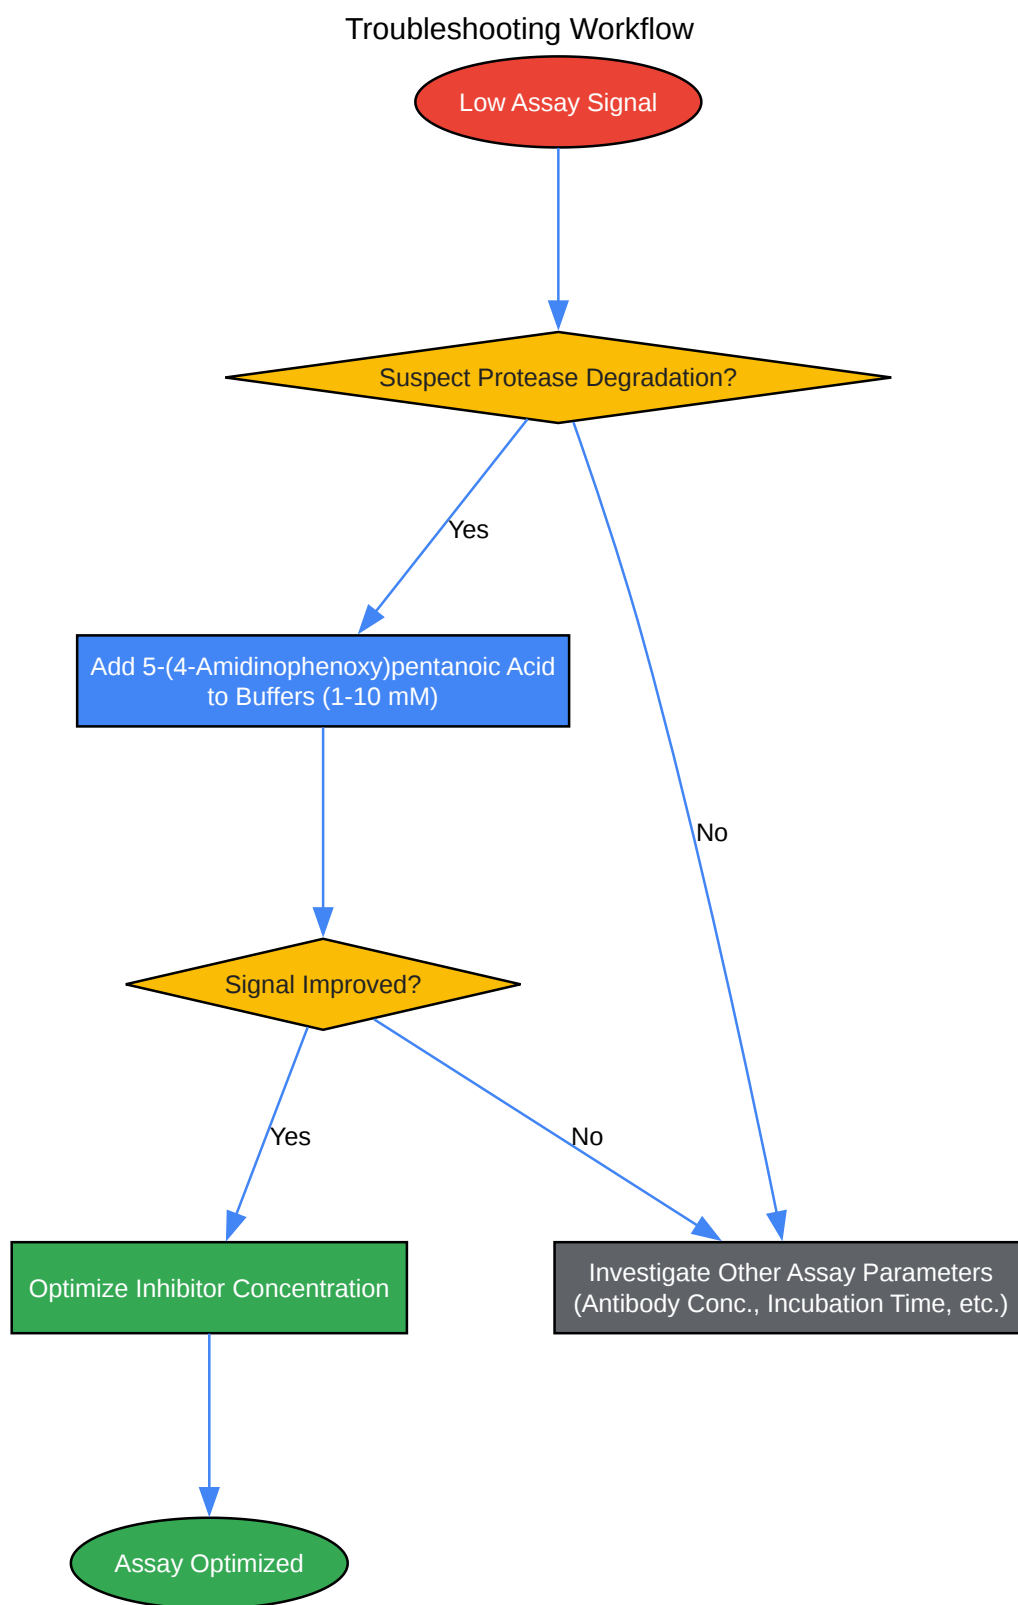 Troubleshooting Workflow
Low Assay Signal
Suspect Protease Degradation?
Yes
Add 5-(4-Amidinophenoxy)pentanoic Acid
to Buffers (1-10 mM)
No
Signal Improved?
Yes
No
Optimize Inhibitor Concentration
Investigate Other Assay Parameters
(Antibody Conc., Incubation Time, etc.)
Assay Optimized